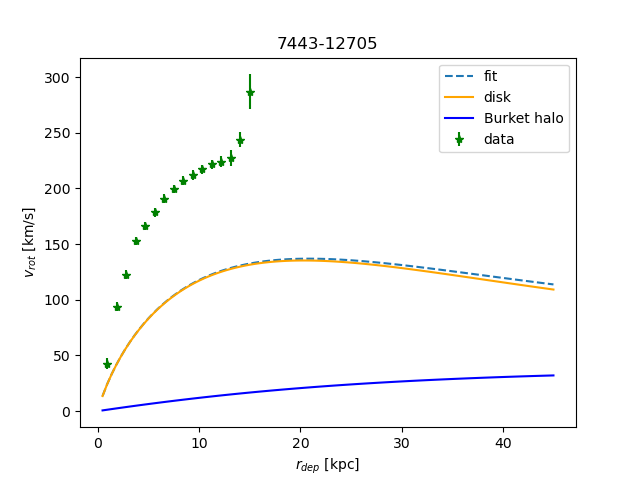 7443-12705
300
250
200
150
100
50
0
v_rot [km/s]
fit
disk
Burket halo
data
0 10 20 30 40
r_dep [kpc]